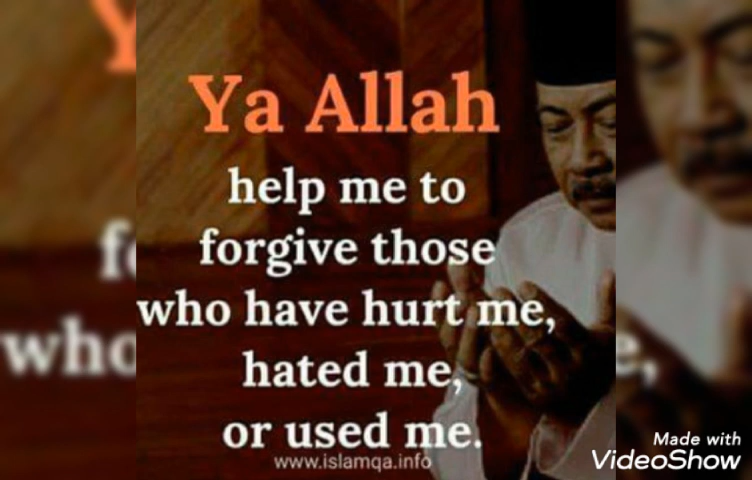 Ya Allah
help me to
forgive those
who have hurt me,
hated me,
or used me.
www.islamqa.info
Made with
VideoShow